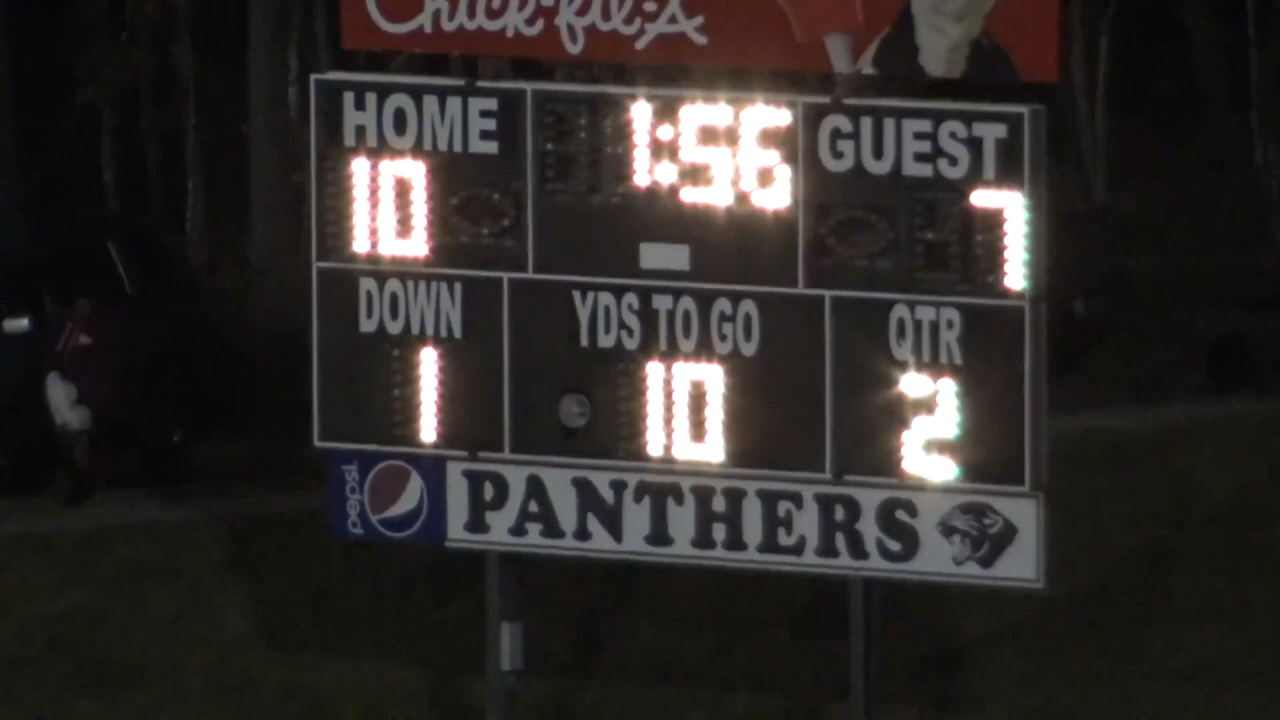 Chick-fil-A
HOME 1:56 GUEST
10 7
DOWN YDS TO GO QTR
1 10 2
pepsi. PANTHERS